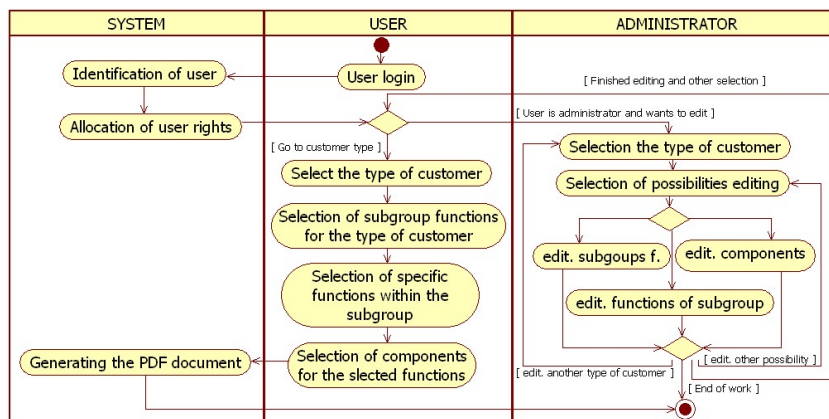 SYSTEM
USER
ADMINISTRATOR
Identification of user
User login
[ Finished editing and other selection ]
Allocation of user rights
[ User is administrator and wants to edit ]
[ Go to customer type ]
Selection the type of customer
Select the type of customer
Selection of possibilities editing
Selection of subgroup functions
for the type of customer
edit. subgoups f.
edit. components
Selection of specific
functions within the
subgroup
edit. functions of subgroup
Generating the PDF document
Selection of components
for the slected functions
[ edit. other possibility ]
[ edit. another type of customer ]
[ End of work ]